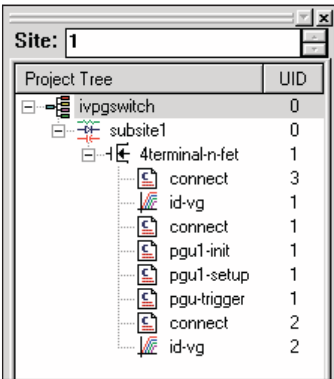 Site: 1
Project Tree UID
ivpgswitch 0
subsite1 0
4terminal-n-fet 1
connect 3
id-vg 1
connect 1
pgu1-init 1
pgu1-setup 1
pgu-trigger 1
connect 2
id-vg 2